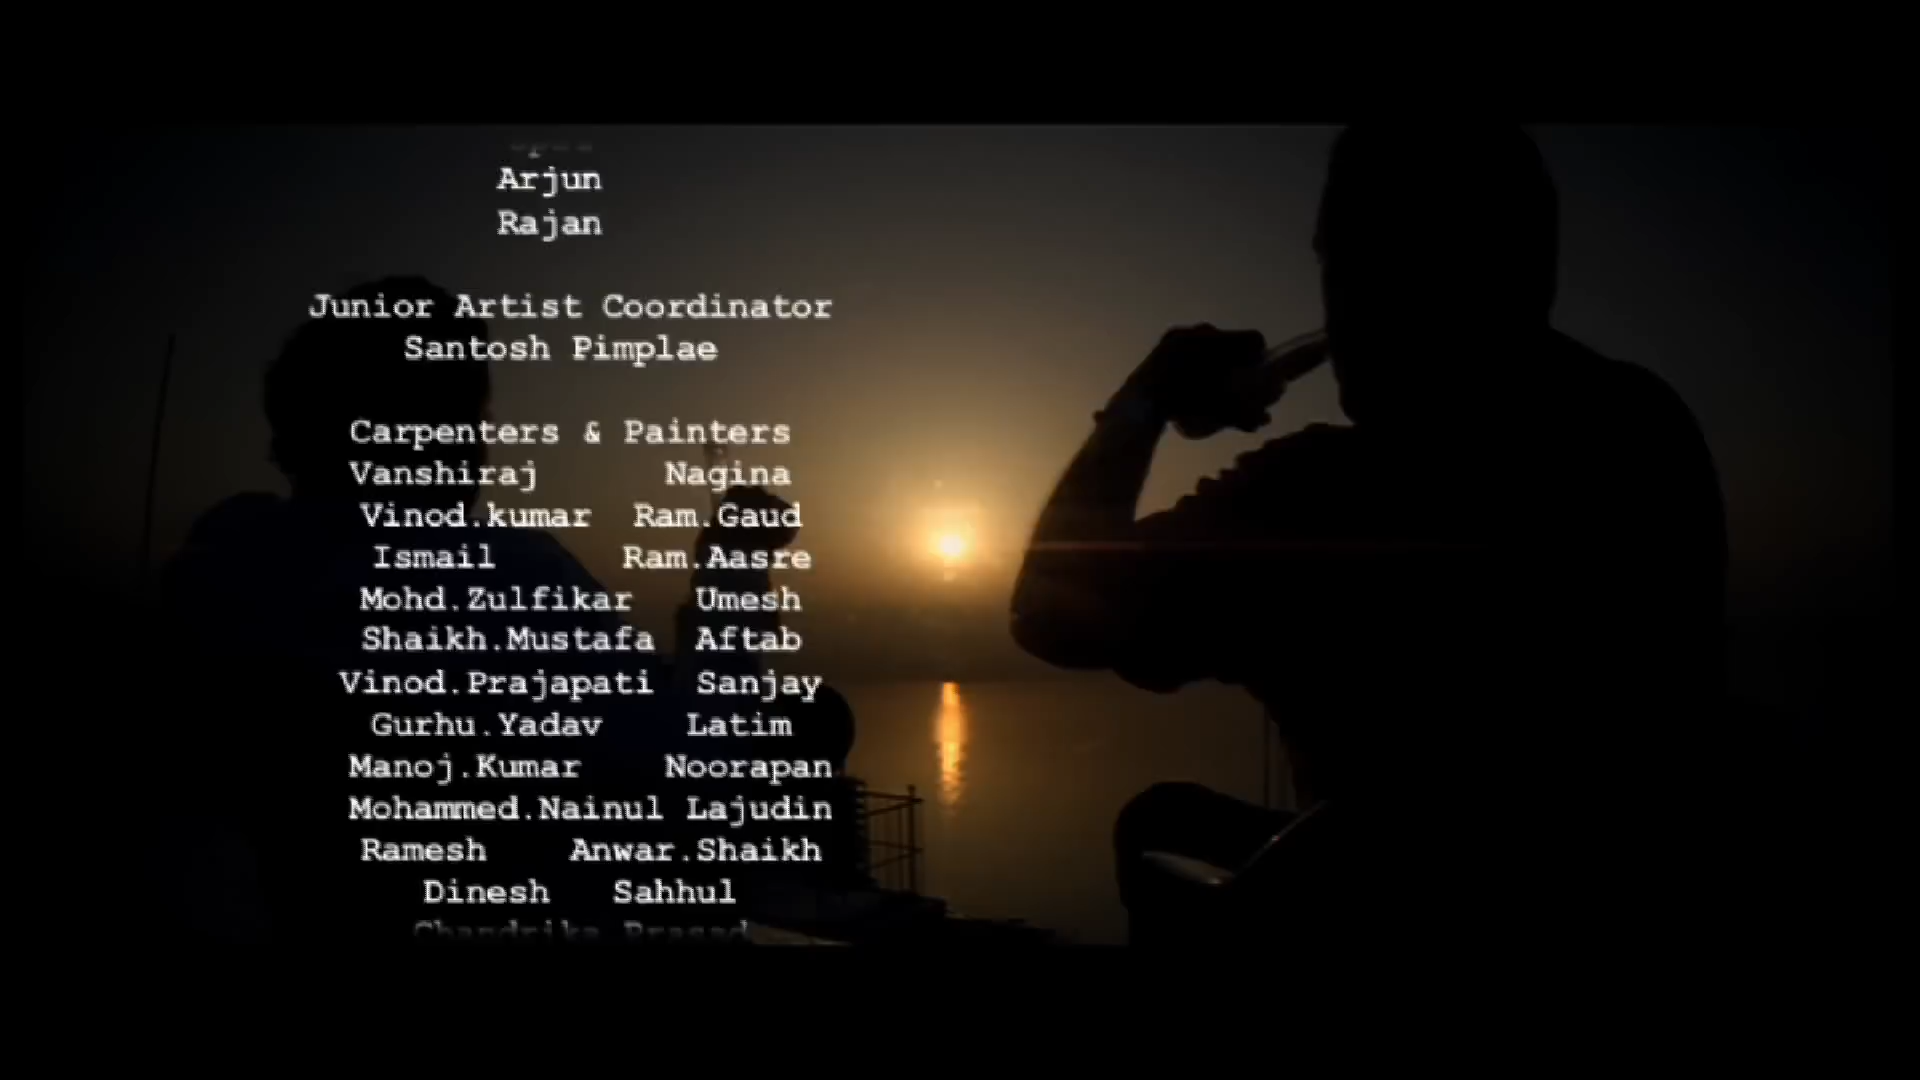 Arjun
Rajan
Junior Artist Coordinator
Santosh Pimplae
Carpenters & Painters
Vanshiraj Nagina
Vinod.kumar Ram.Gaud
Ismail Ram.Aasre
Mohd.Zulfikar Umesh
Shaikh.Mustafa Aftab
Vinod.Prajapati Sanjay
Gurhu.Yadav Latim
Manoj.Kumar Noorapan
Mohammed.Nainul Lajudin
Ramesh Anwar.Shaikh
Dinesh Sahhul
Chandrika Prasad